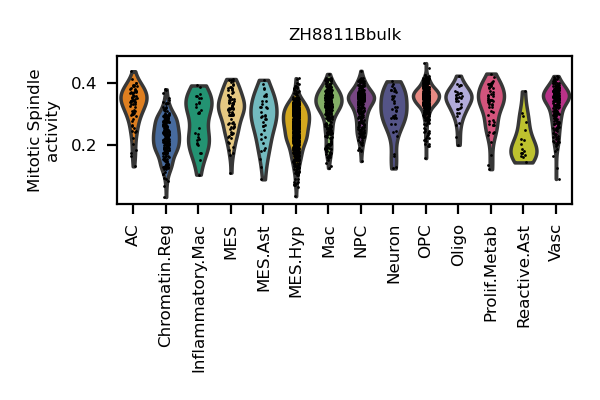 ZH8811Bbulk
Mitotic Spindle
activity
0.4
0.2
AC
Chromatin.Reg
Inflammatory.Mac
MES
MES.Ast
MES.Hyp
Mac
NPC
Neuron
OPC
Oligo
Prolif.Metab
Reactive.Ast
Vasc